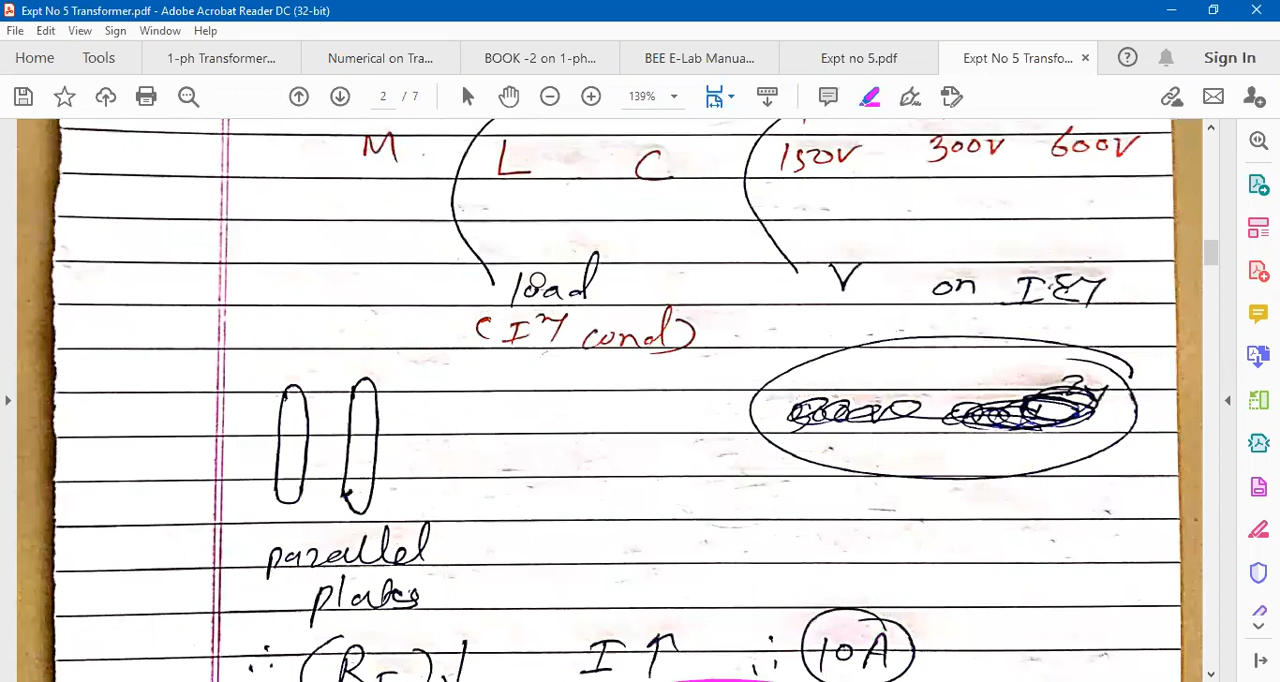 Expt No 5 Transformer.pdf - Adobe Acrobat Reader DC (32-bit)
File Edit View Sign Window Help
Home Tools 1-ph Transformer... Numerical on Tra... BOOK -2 on 1-ph... BEE E-Lab Manua... Expt no 5.pdf Expt No 5 Transfo... × Sign In
2 / 7 139%
M L C 150V 300V 600V
load V on
(I cond)
parallel
plates
∴ I ↑ ∴ 10A